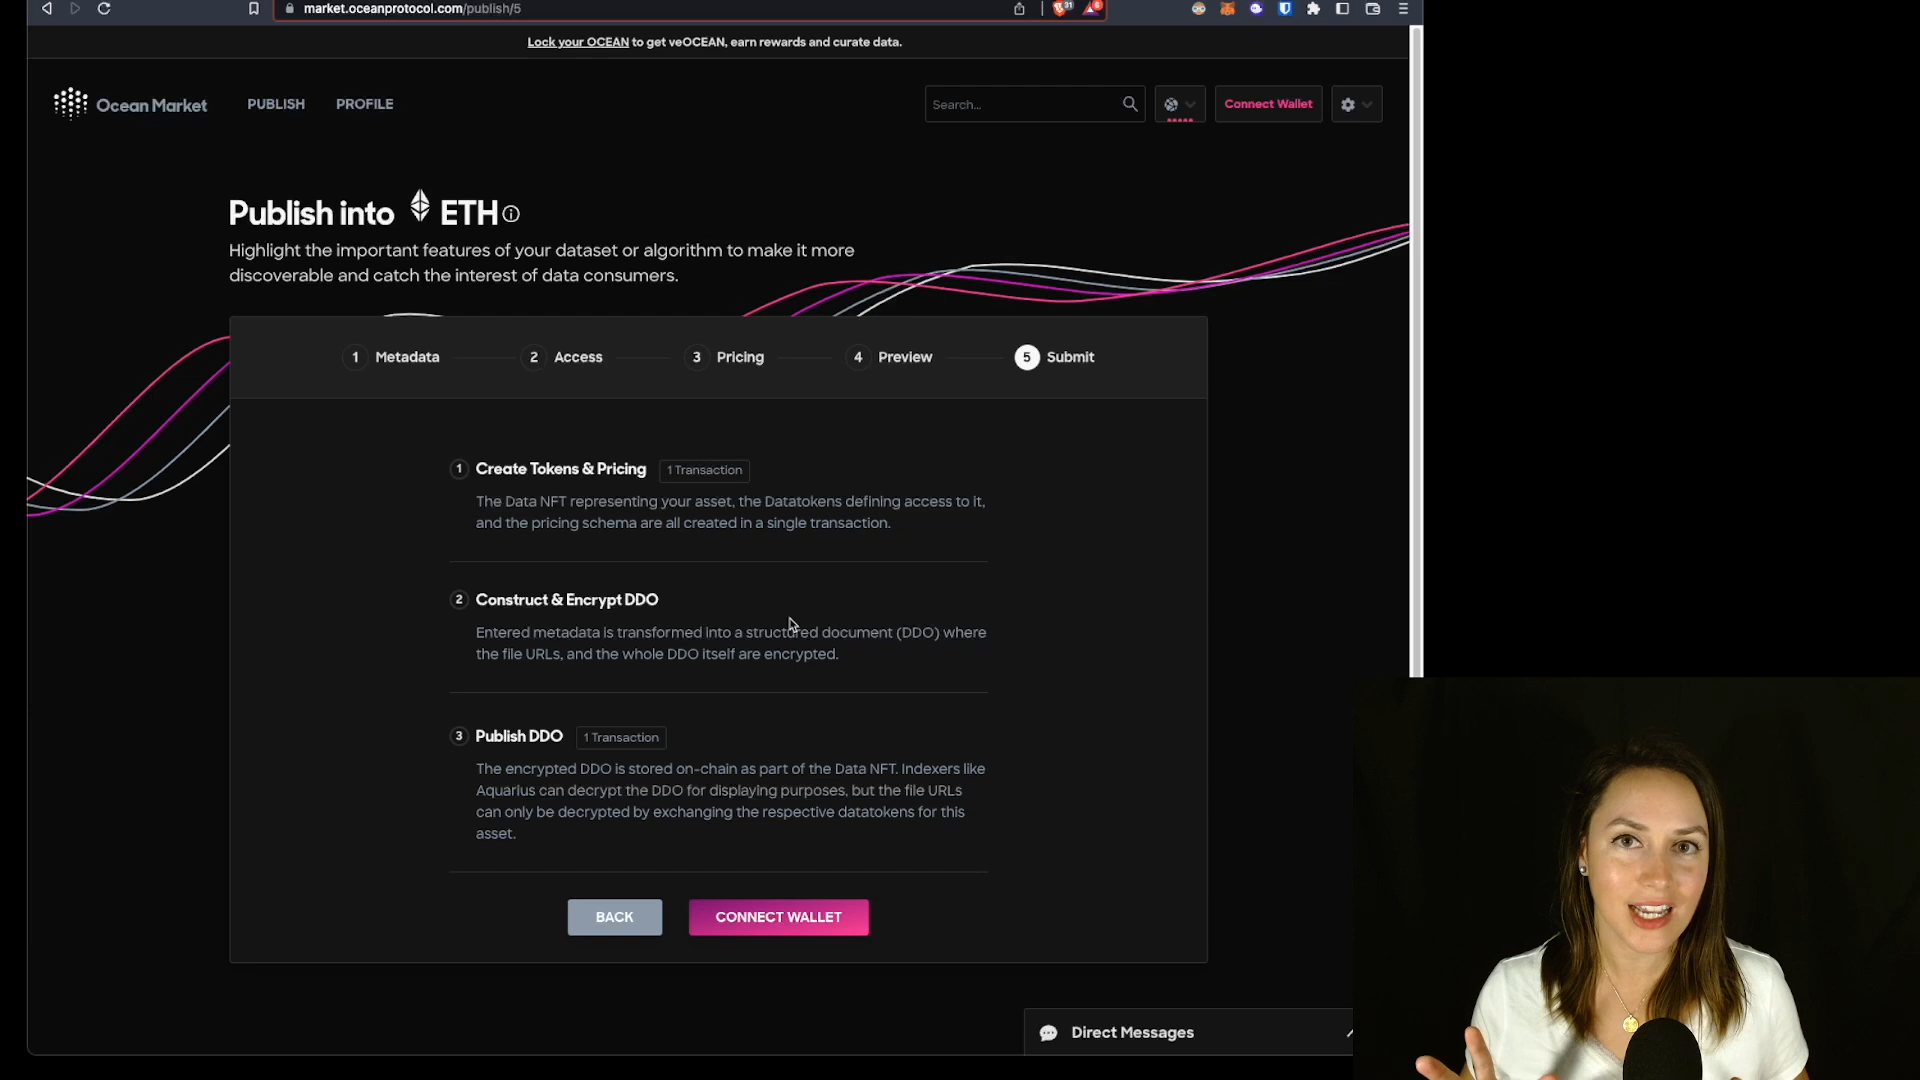 market.oceanprotocol.com/publish/5
31
6
Lock your OCEAN to get veOCEAN, earn rewards and curate data.
Ocean Market
PUBLISH
PROFILE
Search...
Connect Wallet
Publish into ETH
Highlight the important features of your dataset or algorithm to make it more
discoverable and catch the interest of data consumers.
1 Metadata
2 Access
3 Pricing
4 Preview
5 Submit
1 Create Tokens & Pricing 1 Transaction
The Data NFT representing your asset, the Datatokens defining access to it,
and the pricing schema are all created in a single transaction.
2 Construct & Encrypt DDO
Entered metadata is transformed into a structured document (DDO) where
the file URLs, and the whole DDO itself are encrypted.
3 Publish DDO 1 Transaction
The encrypted DDO is stored on-chain as part of the Data NFT. Indexers like
Aquarius can decrypt the DDO for displaying purposes, but the file URLs
can only be decrypted by exchanging the respective datatokens for this
asset.
BACK
CONNECT WALLET
Direct Messages